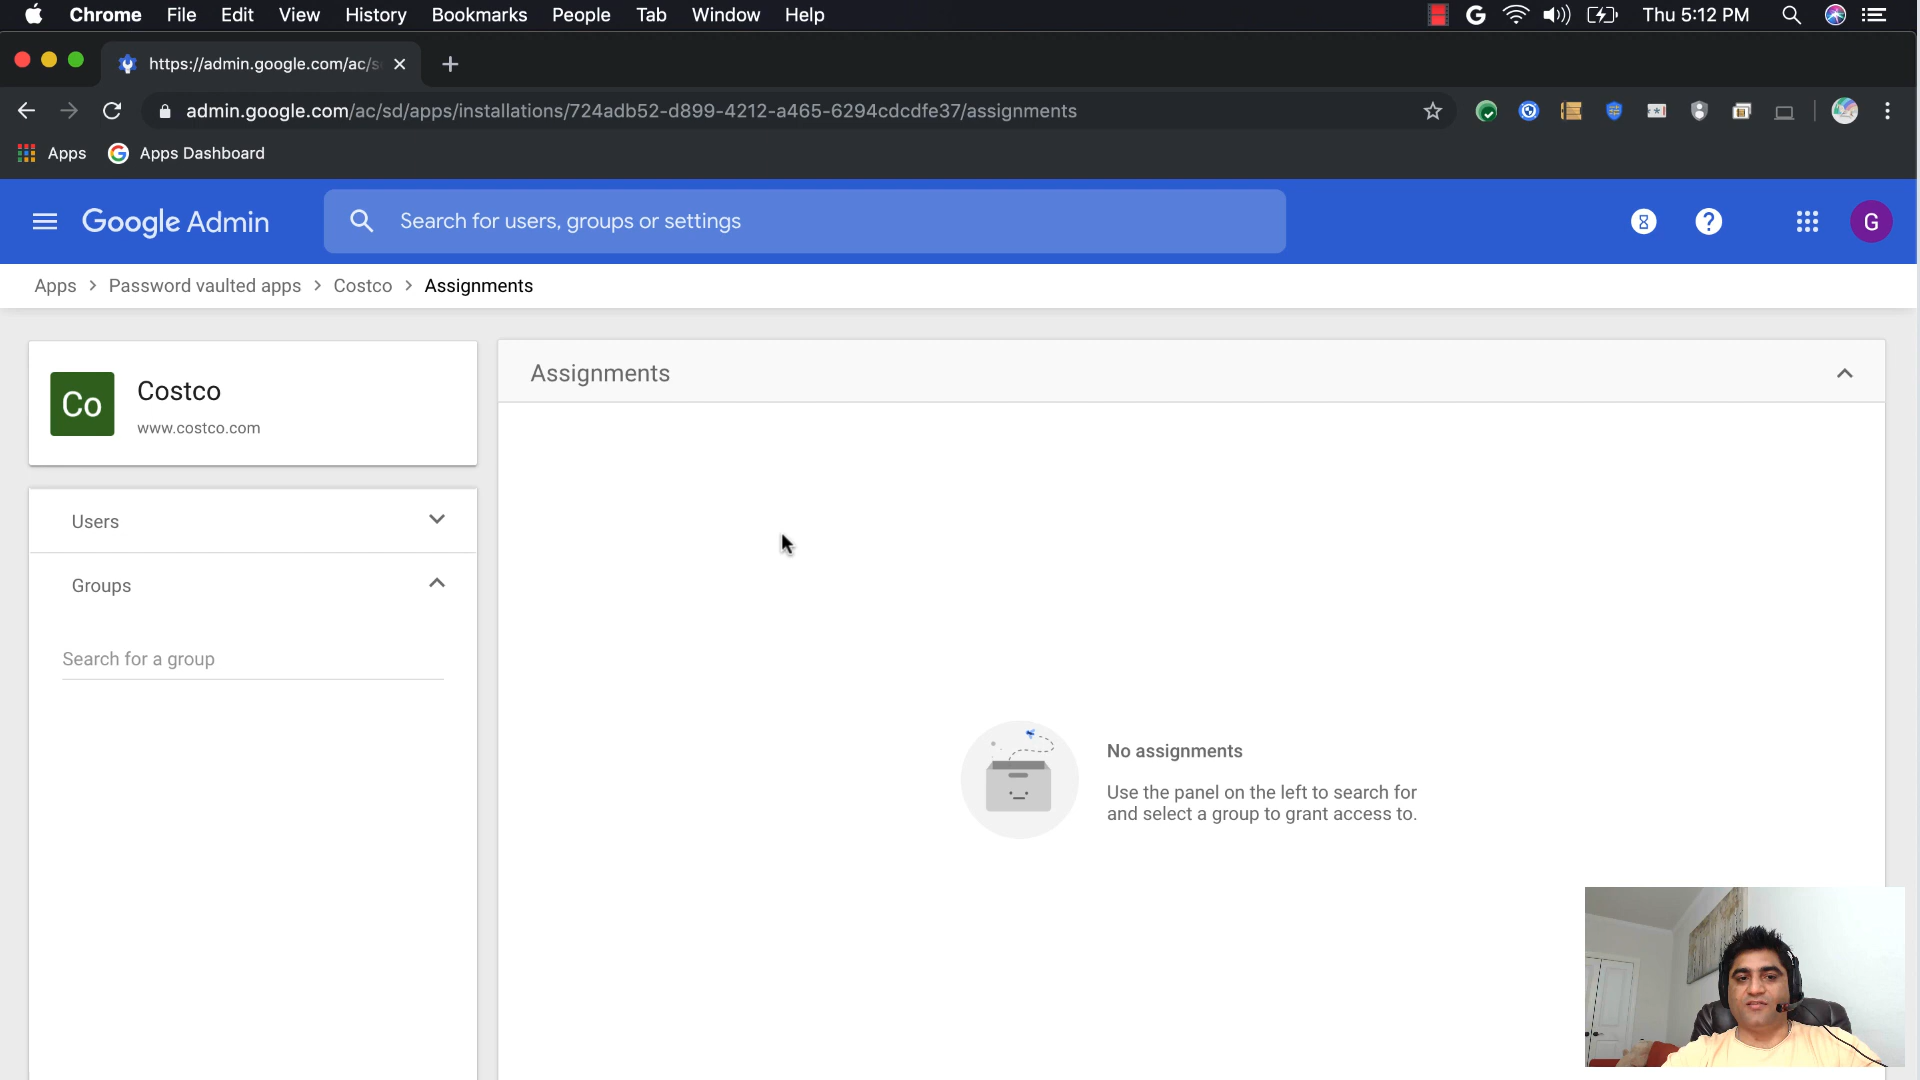 Chrome File Edit View History Bookmarks People Tab Window Help
Thu 5:12 PM
https://admin.google.com/ac/s
admin.google.com/ac/sd/apps/installations/724adb52-d899-4212-a465-6294cdcdfe37/assignments
Apps Apps Dashboard
Google Admin
Search for users, groups or settings
G
Apps > Password vaulted apps > Costco > Assignments
Co
Costco
www.costco.com
Assignments
Users
Groups
Search for a group
No assignments
Use the panel on the left to search for
and select a group to grant access to.